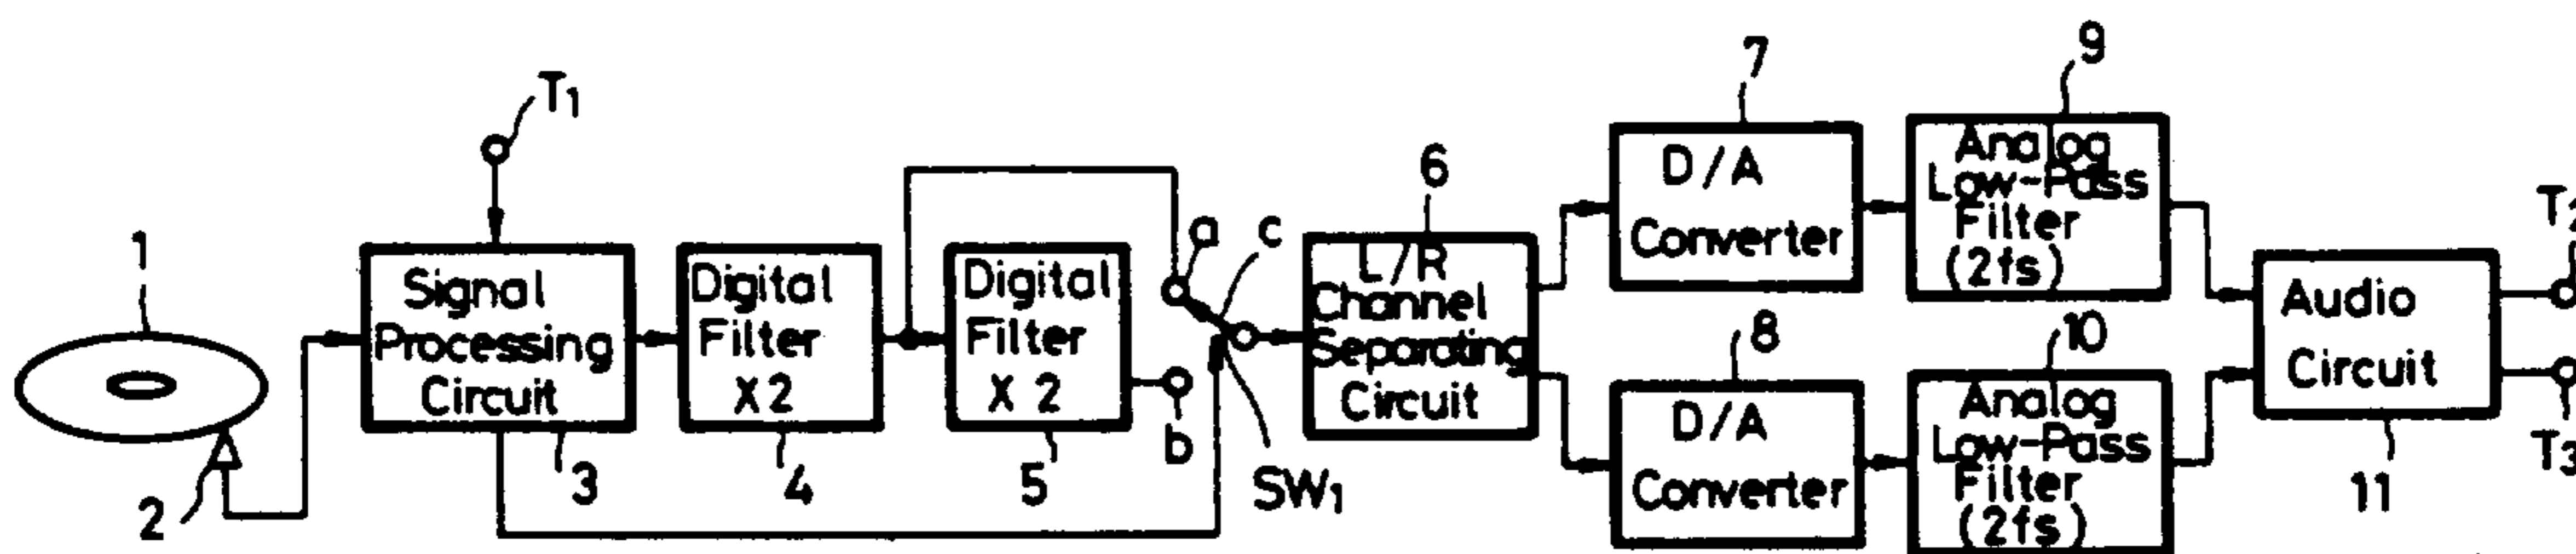 1
2
T1
Signal
Processing
Circuit
3
Digital
Filter
X2
4
Digital
Filter
X 2
5
a
b
c
SW1
6
L/R
Channel
Separating
Circuit
7
D/A
Converter
8
D/A
Converter
9
Analog
Low-Pass
Filter
(2fs)
10
Analog
Low-Pass
Filter
(2fs)
Audio
Circuit
11
T2
T3